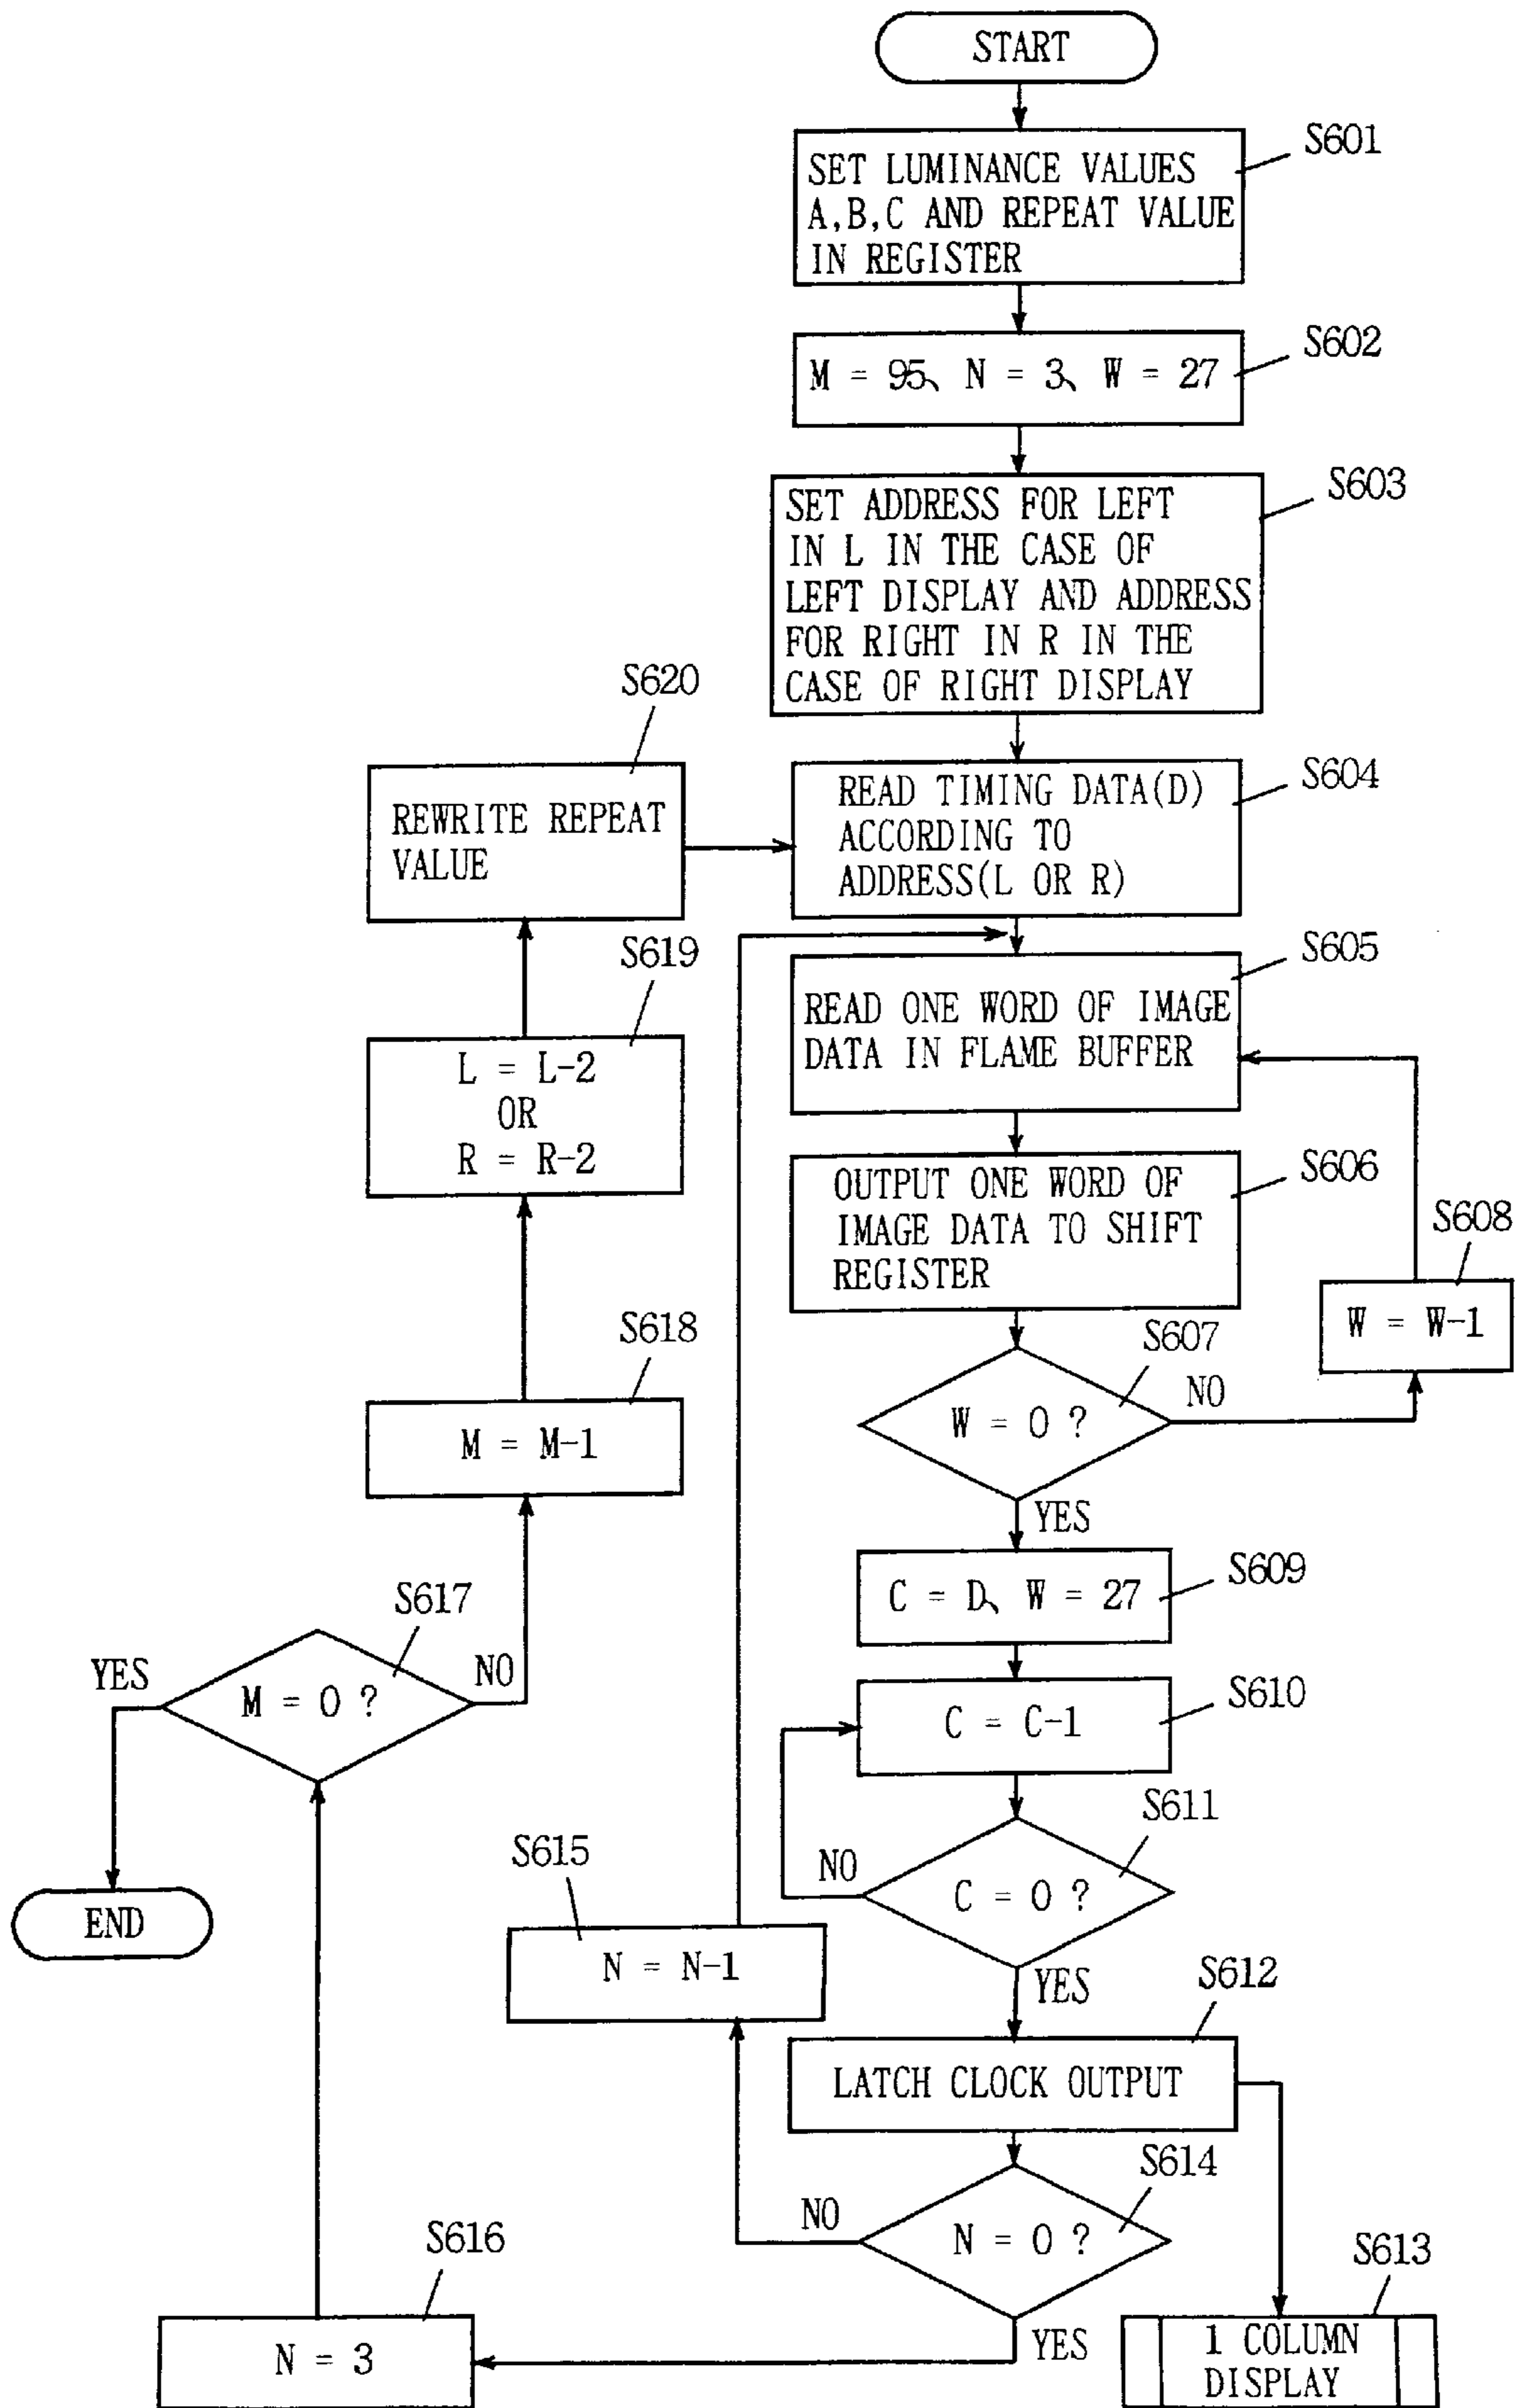 START
S601
SET LUMINANCE VALUES
A,B,C AND REPEAT VALUE
IN REGISTER
S602
M = 95、N = 3、W = 27
S603
SET ADDRESS FOR LEFT
IN L IN THE CASE OF
LEFT DISPLAY AND ADDRESS
FOR RIGHT IN R IN THE
CASE OF RIGHT DISPLAY
S620
REWRITE REPEAT
VALUE
S604
READ TIMING DATA(D)
ACCORDING TO
ADDRESS(L OR R)
S619
L = L-2
OR
R = R-2
S605
READ ONE WORD OF IMAGE
DATA IN FLAME BUFFER
S606
OUTPUT ONE WORD OF
IMAGE DATA TO SHIFT
REGISTER
S608
W = W-1
S618
M = M-1
S607
W = 0 ?
NO
YES
S609
C = D、W = 27
S617
M = 0 ?
YES
NO
END
S610
C = C-1
S611
C = 0 ?
NO
YES
S615
N = N-1
S612
LATCH CLOCK OUTPUT
S614
N = 0 ?
NO
YES
S616
N = 3
S613
1 COLUMN
DISPLAY